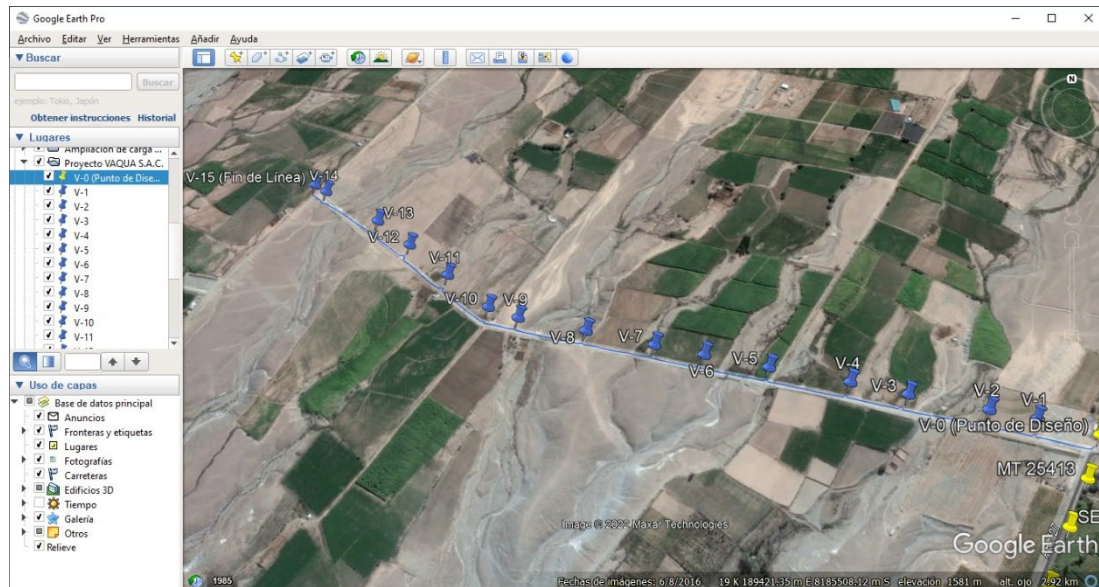 Google Earth Pro
Archivo Editar Ver Herramientas Añadir Ayuda
Buscar
Buscar
ejemplo: Tokio, Japón
Obtener instrucciones Historial
Lugares
Ampliación de carga ...
Proyecto VAQUA S.A.C.
V-0 (Punto de Dise...
V-1
V-2
V-3
V-4
V-5
V-6
V-7
V-8
V-9
V-10
V-11
Uso de capas
Base de datos principal
Anuncios
Fronteras y etiquetas
Lugares
Fotografías
Carreteras
Edificios 3D
Tiempo
Galería
Otros
Relieve
N
V-15 (Fin de Línea)
V-14
V-13
V-12
V-11
V-10
V-9
V-8
V-7
V-6
V-5
V-4
V-3
V-2
V-1
V-0 (Punto de Diseño)
MT 25413
SE
Image © 2022 Maxar Technologies
Google Earth
1985
Fechas de imágenes: 6/8/2016 19 K 189421.35 m E 8185508.12 m S elevación 1581 m alt. ojo 2.92 km